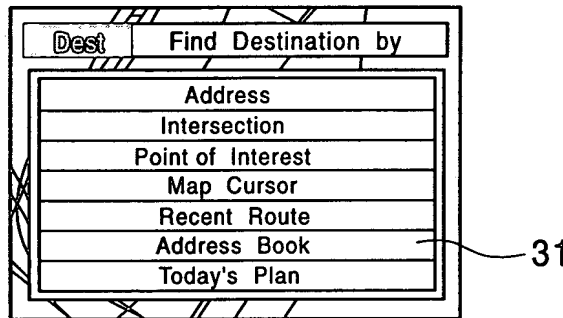 Dest Find Destination by
Address
Intersection
Point of Interest
Map Cursor
Recent Route
Address Book
31
Today's Plan